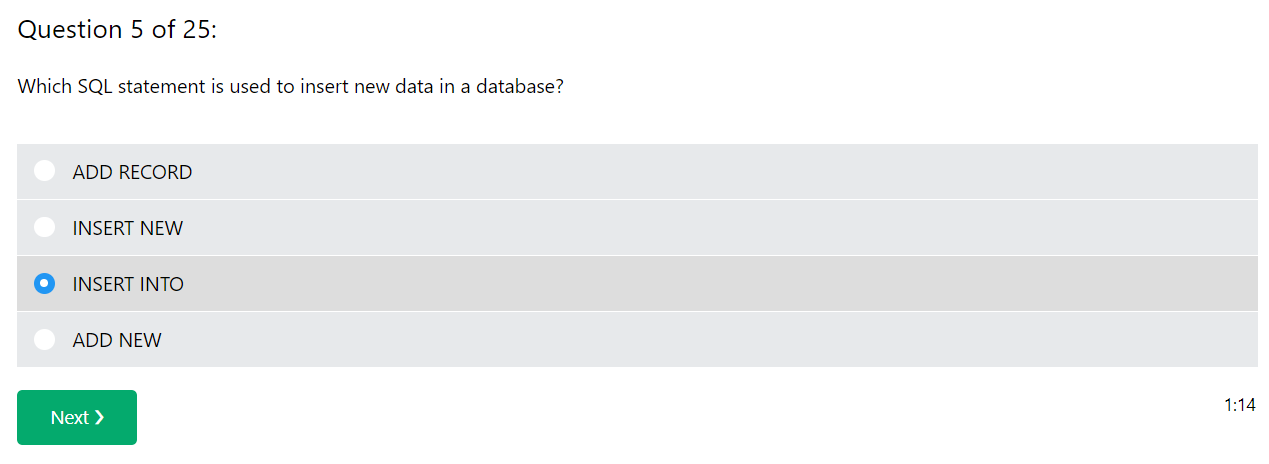 Question 5 of 25:
Which SQL statement is used to insert new data in a database?
ADD RECORD
INSERT NEW
INSERT INTO
ADD NEW
Next ❯
1:14